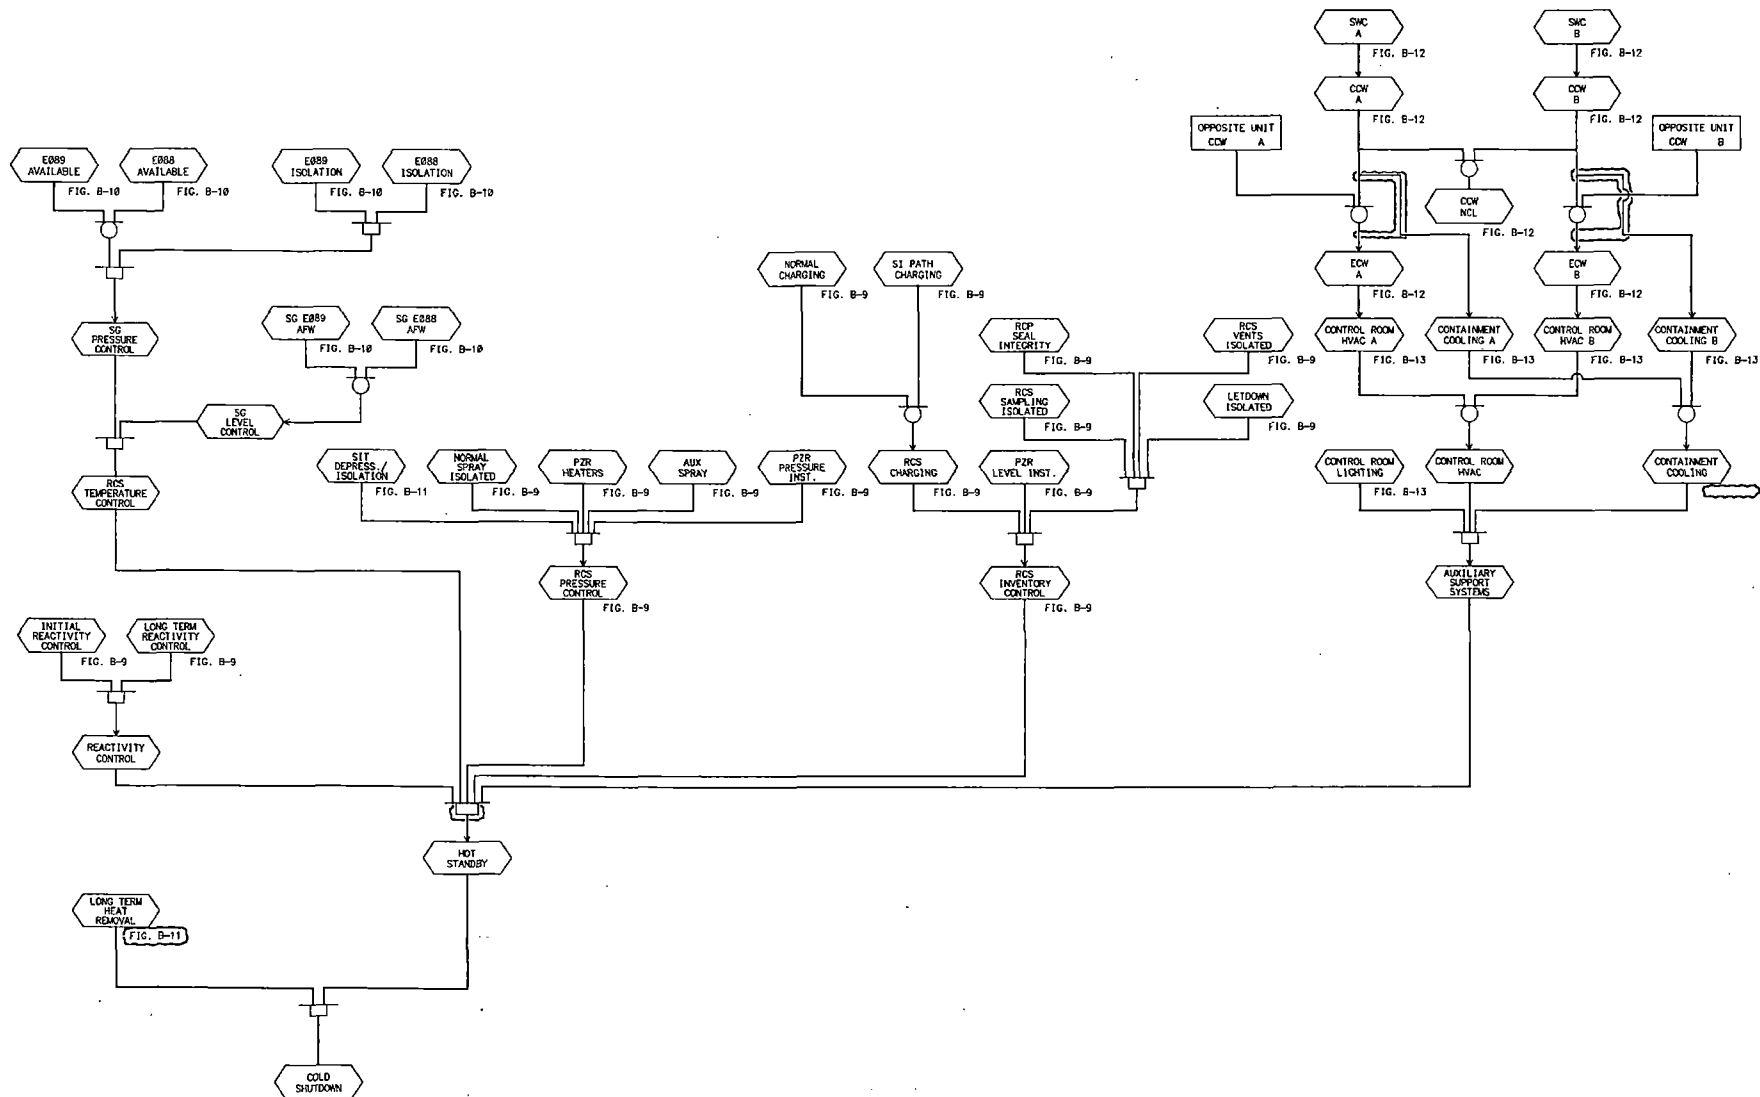 SWC
A
FIG. B-12
SWC
B
FIG. B-12
CCW
A
FIG. B-12
CCW
B
FIG. B-12
OPPOSITE UNIT
CCW A
OPPOSITE UNIT
CCW B
E089
AVAILABLE
FIG. B-10
E088
AVAILABLE
FIG. B-10
E089
ISOLATION
FIG. B-10
E088
ISOLATION
FIG. B-10
CCW
NCL
FIG. B-12
NORMAL
CHARGING
FIG. B-9
SI PATH
CHARGING
FIG. B-9
ECW
A
FIG. B-12
ECW
B
FIG. B-12
SG
PRESSURE
CONTROL
SG E089
AFW
FIG. B-10
SG E088
AFW
FIG. B-10
RCP
SEAL
INTEGRITY
FIG. B-9
RCS
VENTS
ISOLATED
FIG. B-9
CONTROL ROOM
HVAC A
FIG. B-13
CONTAINMENT
COOLING A
FIG. B-13
CONTROL ROOM
HVAC B
FIG. B-13
CONTAINMENT
COOLING B
FIG. B-13
SG
LEVEL
CONTROL
RCS
SAMPLING
ISOLATED
FIG. B-9
LETDOWN
ISOLATED
FIG. B-9
RCS
TEMPERATURE
CONTROL
SIT
DEPRESS./
ISOLATION
FIG. B-11
NORMAL
SPRAY
ISOLATED
FIG. B-9
PZR
HEATERS
FIG. B-9
AUX
SPRAY
FIG. B-9
PZR
PRESSURE
INST.
FIG. B-9
RCS
CHARGING
FIG. B-9
PZR
LEVEL INST.
FIG. B-9
CONTROL ROOM
LIGHTING
FIG. B-13
CONTROL ROOM
HVAC
CONTAINMENT
COOLING
RCS
PRESSURE
CONTROL
FIG. B-9
RCS
INVENTORY
CONTROL
FIG. B-9
AUXILIARY
SUPPORT
SYSTEMS
INITIAL
REACTIVITY
CONTROL
FIG. B-9
LONG TERM
REACTIVITY
CONTROL
FIG. B-9
REACTIVITY
CONTROL
HOT
STANDBY
LONG TERM
HEAT
REMOVAL
FIG. B-11
COLD
SHUTDOWN